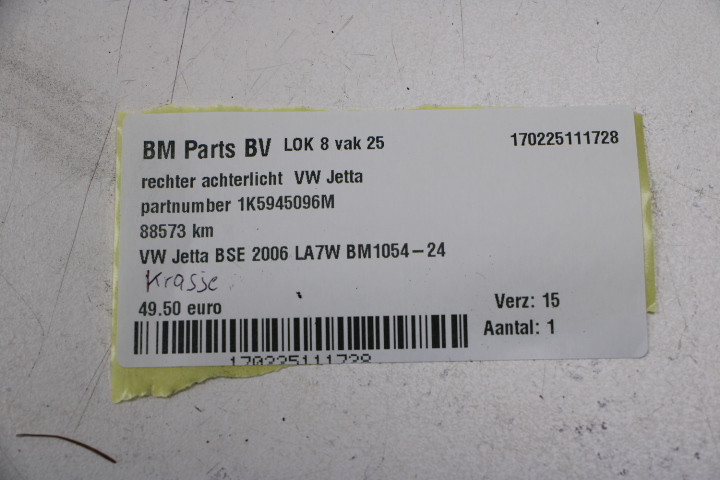 BM Parts BV LOK 8 vak 25 170225111728
rechter achterlicht VW Jetta
partnumber 1K5945096M
88573 km
VW Jetta BSE 2006 LA7W BM1054-24
Krasje
49.50 euro Verz: 15
Aantal: 1
170225111728